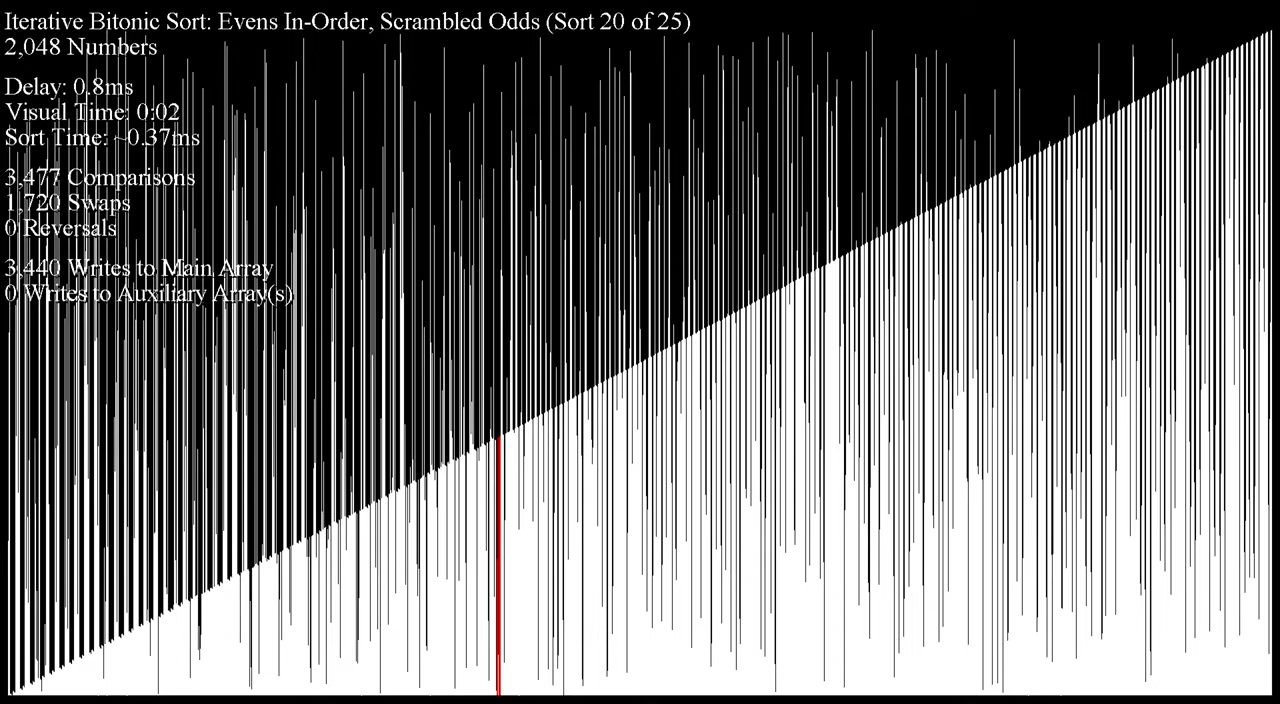 Iterative Bitonic Sort: Evens In-Order, Scrambled Odds (Sort 20 of 25)
2,048 Numbers
Delay: 0.8ms
Visual Time: 0:02
Sort Time: ~0.37ms
3,477 Comparisons
1,720 Swaps
0 Reversals
3,440 Writes to Main Array
0 Writes to Auxiliary Array(s)